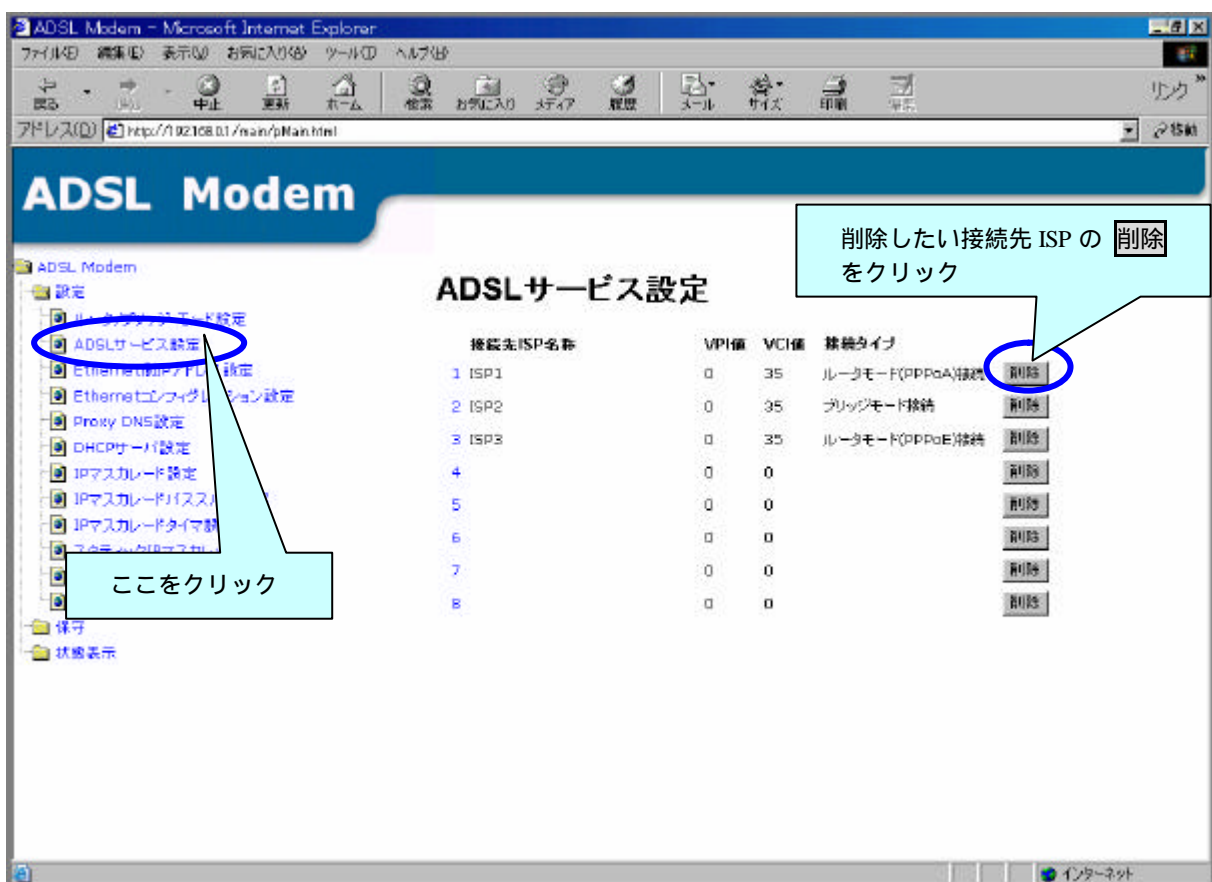 ADSL Modem - Microsoft Internet Explorer
ファイル(F) 編集(E) 表示(V) お気に入り(A) ツール(T) ヘルプ(H)
戻る 中止 更新 ホーム 検索 お気に入り メディア 履歴 メール サイズ 印刷 リンク »
アドレス(D) http://192.168.0.1/main/pMain.html 移動
ADSL Modem
削除したい接続先 ISP の 削除
をクリック
ADSL Modem
設定
ADSLサービス設定
Ethernetコンフィグレーション設定
Proxy DNS設定
DHCPサーバ設定
IPマスカレード設定
IPマスカレードパススル
IPマスカレードタイマ設
ここをクリック
保守
状態表示
ADSLサービス設定
接続先ISP名称 VPI値 VCI値 接続タイプ
1 ISP1 0 35 ルータモード(PPPoA)接続 削除
2 ISP2 0 35 ブリッジモード接続 削除
3 ISP3 0 35 ルータモード(PPPoE)接続 削除
4 0 0 削除
5 0 0 削除
6 0 0 削除
7 0 0 削除
8 0 0 削除
インターネット